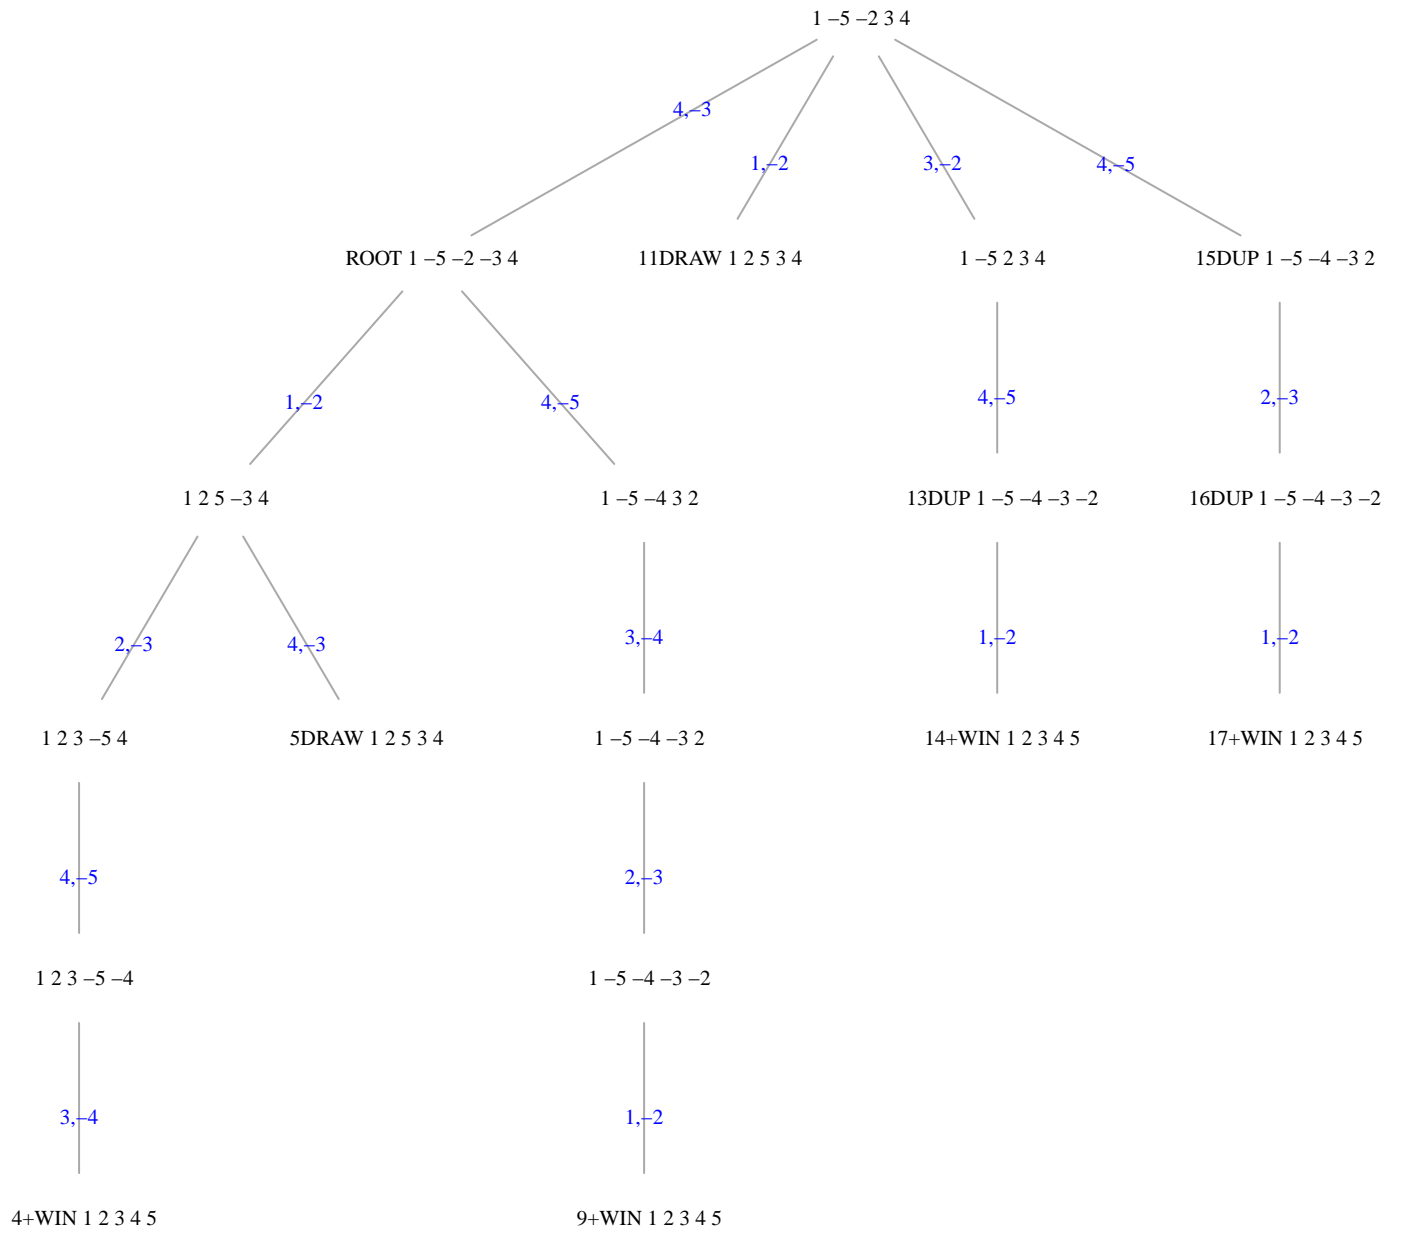 1 –5 –2 3 4
4,–3
1,–2
3,–2
4,–5
ROOT 1 –5 –2 –3 4
11DRAW 1 2 5 3 4
1 –5 2 3 4
15DUP 1 –5 –4 –3 2
1,–2
4,–5
4,–5
2,–3
1 2 5 –3 4
1 –5 –4 3 2
13DUP 1 –5 –4 –3 –2
16DUP 1 –5 –4 –3 –2
2,–3
4,–3
3,–4
1,–2
1,–2
1 2 3 –5 4
5DRAW 1 2 5 3 4
1 –5 –4 –3 2
14+WIN 1 2 3 4 5
17+WIN 1 2 3 4 5
4,–5
2,–3
1 2 3 –5 –4
1 –5 –4 –3 –2
3,–4
1,–2
4+WIN 1 2 3 4 5
9+WIN 1 2 3 4 5